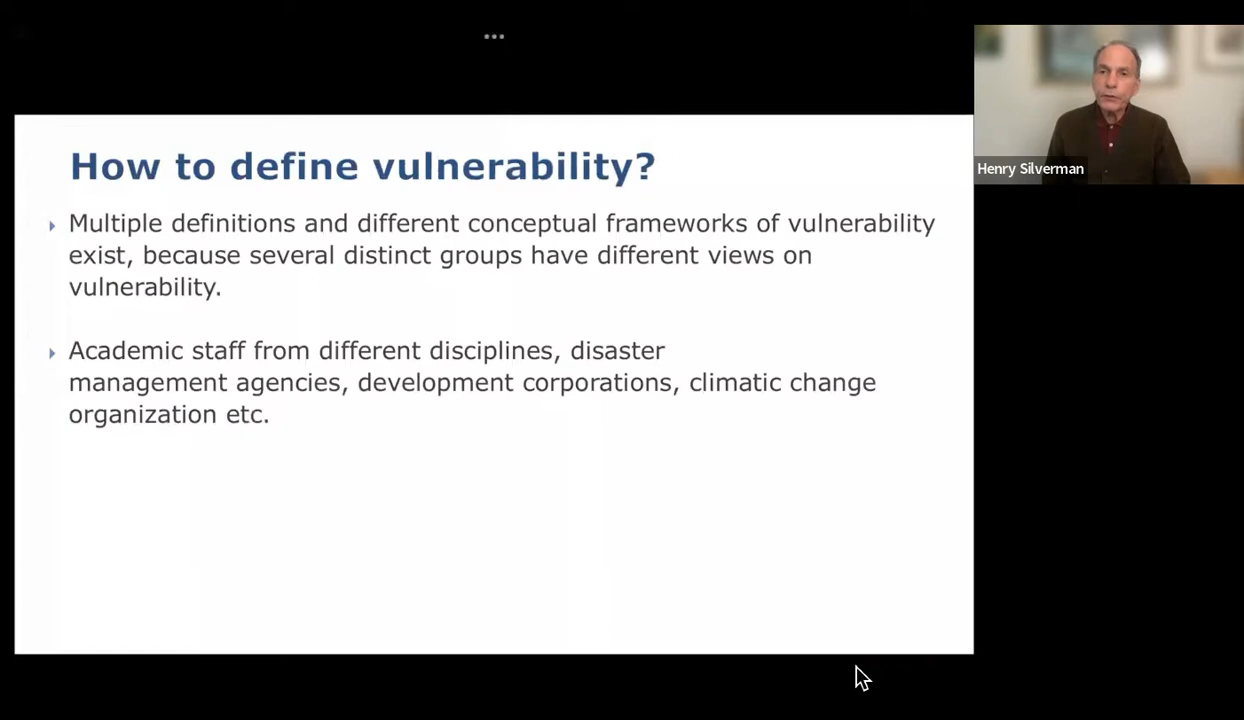 How to define vulnerability?
Multiple definitions and different conceptual frameworks of vulnerability
exist, because several distinct groups have different views on
vulnerability.
Academic staff from different disciplines, disaster
management agencies, development corporations, climatic change
organization etc.
Henry Silverman